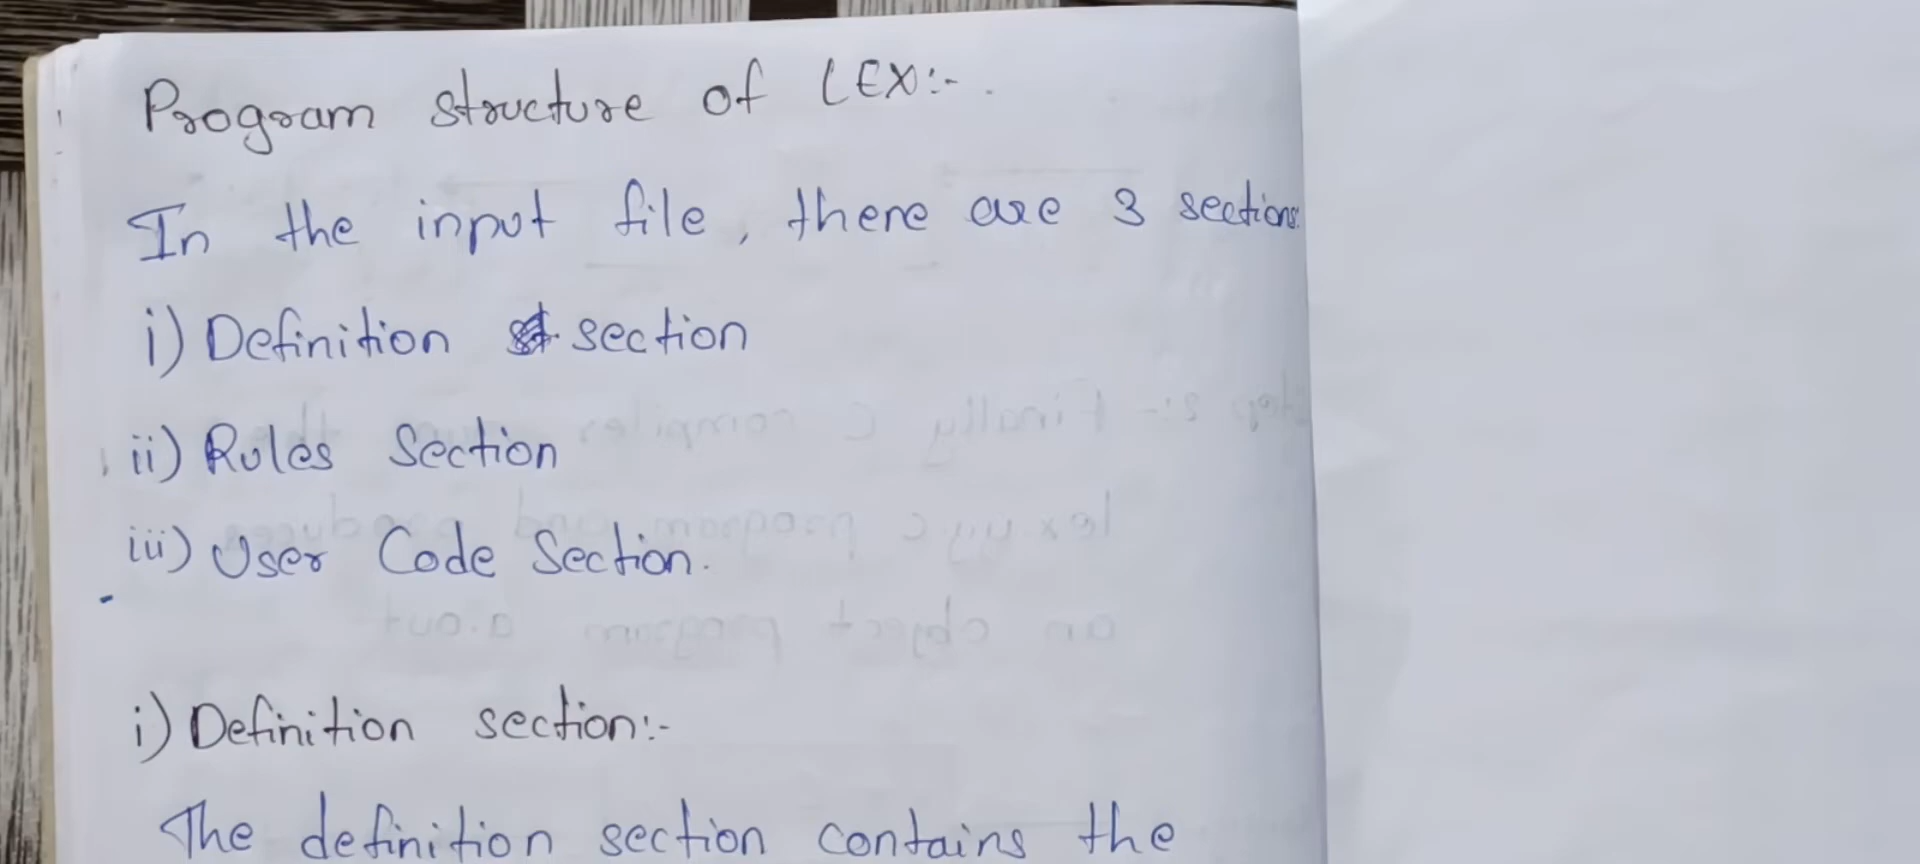 Program structure of LEX:-
In the input file, there are 3 sections.
i) Definition section
ii) Rules Section
iii) User Code Section.
i) Definition section:-
The definition section contains the